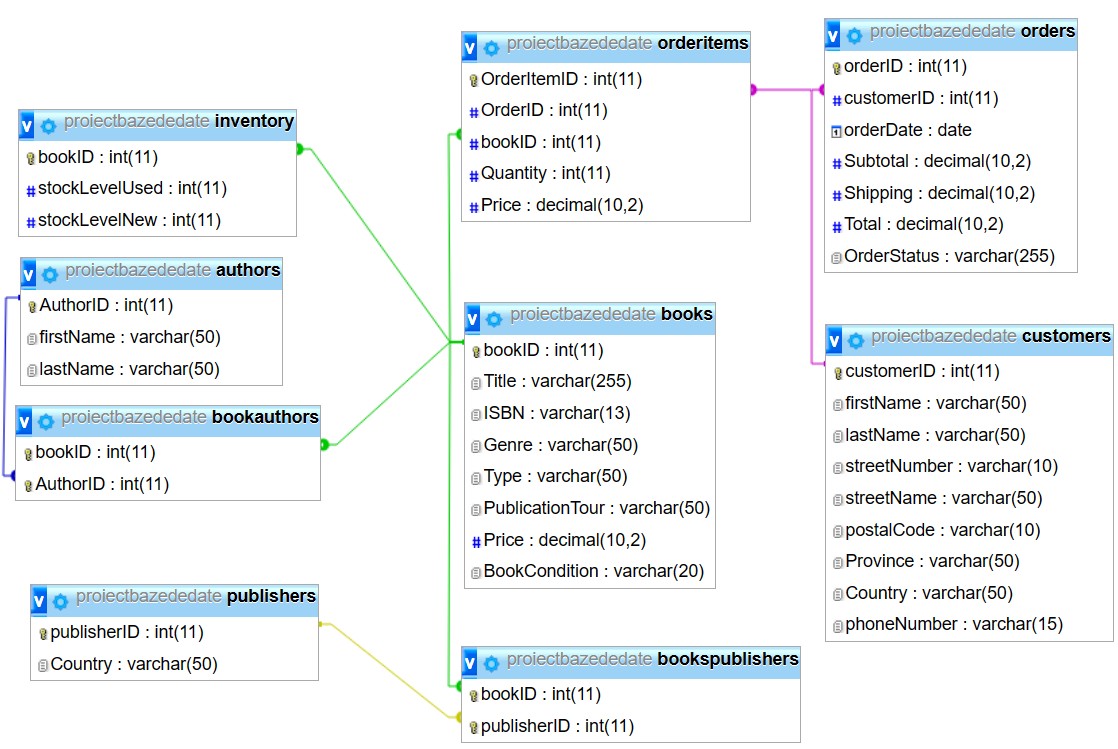 v proiectbazededate inventory
bookID : int(11)
# stockLevelUsed : int(11)
# stockLevelNew : int(11)
v proiectbazededate authors
AuthorID : int(11)
firstName : varchar(50)
lastName : varchar(50)
v proiectbazededate bookauthors
bookID : int(11)
AuthorID : int(11)
v proiectbazededate publishers
publisherID : int(11)
Country : varchar(50)
v proiectbazededate orderitems
OrderItemID : int(11)
# OrderID : int(11)
# bookID : int(11)
# Quantity : int(11)
# Price : decimal(10,2)
v proiectbazededate books
bookID : int(11)
Title : varchar(255)
ISBN : varchar(13)
Genre : varchar(50)
Type : varchar(50)
PublicationTour : varchar(50)
# Price : decimal(10,2)
BookCondition : varchar(20)
v proiectbazededate bookspublishers
bookID : int(11)
publisherID : int(11)
v proiectbazededate orders
orderID : int(11)
# customerID : int(11)
orderDate : date
# Subtotal : decimal(10,2)
# Shipping : decimal(10,2)
# Total : decimal(10,2)
OrderStatus : varchar(255)
v proiectbazededate customers
customerID : int(11)
firstName : varchar(50)
lastName : varchar(50)
streetNumber : varchar(10)
streetName : varchar(50)
postalCode : varchar(10)
Province : varchar(50)
Country : varchar(50)
phoneNumber : varchar(15)